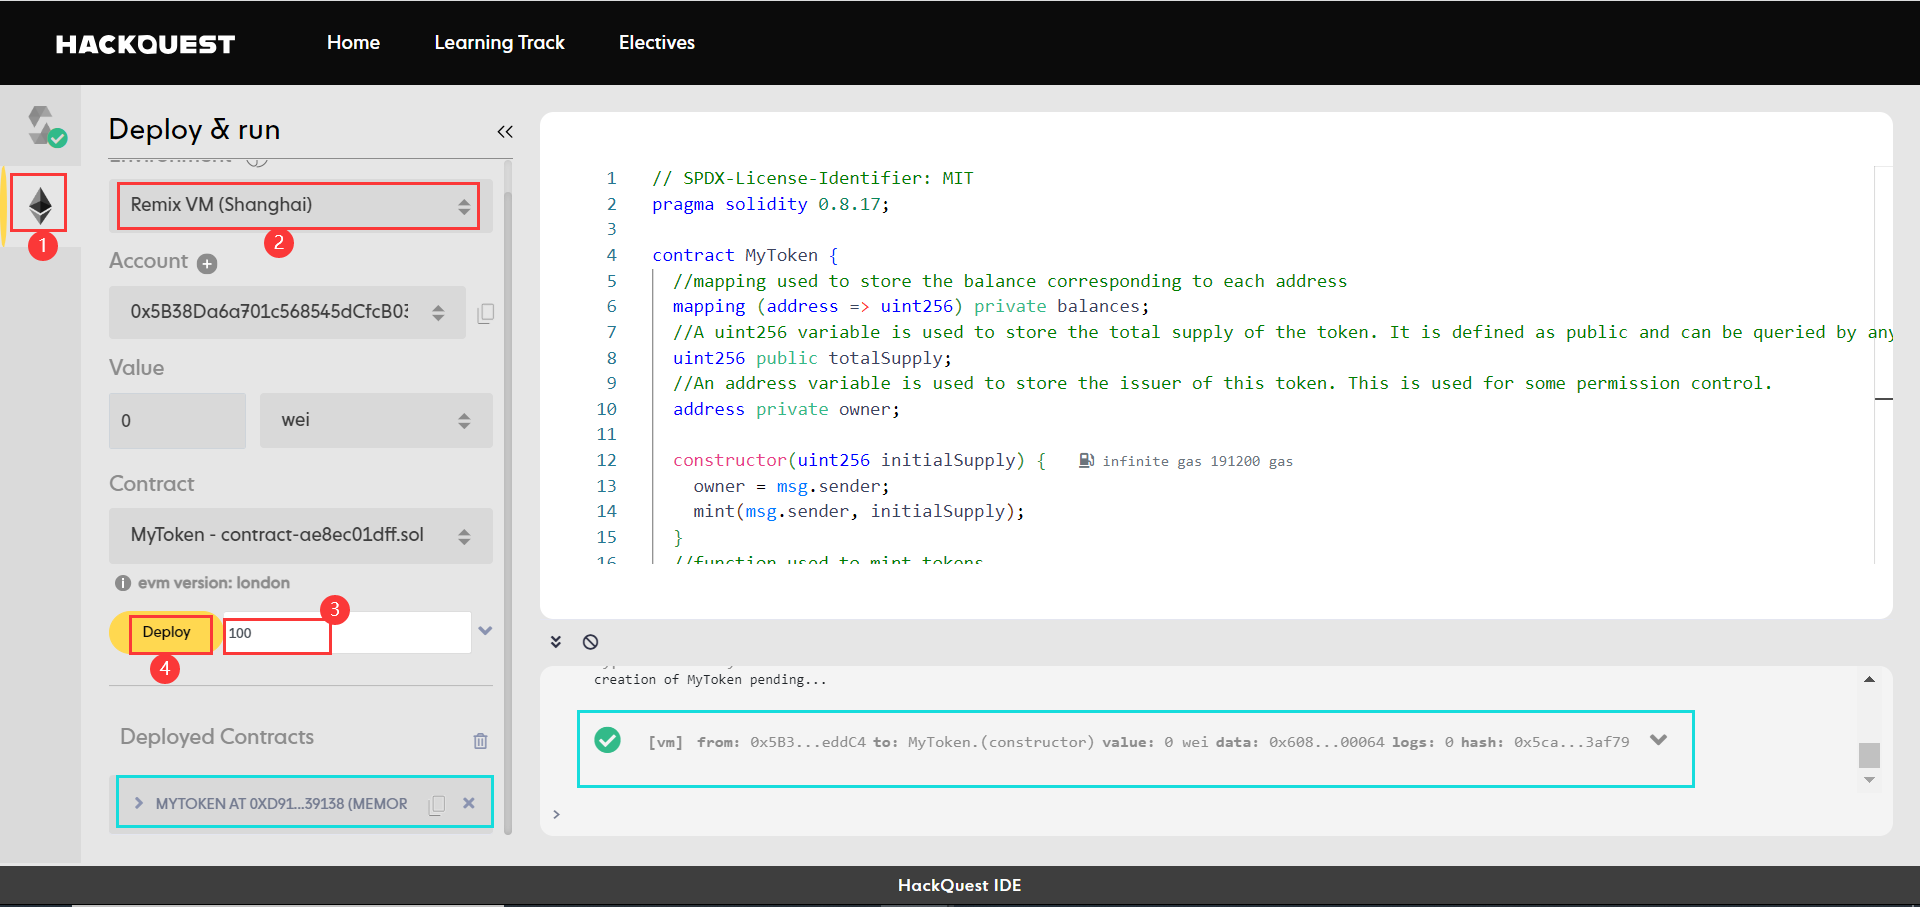 HACKQUEST
Home
Learning Track
Electives
Deploy & run
Environment
Remix VM (Shanghai)
1
2
Account
0x5B38Da6a701c568545dCfcB03
Value
0
wei
Contract
MyToken - contract-ae8ec01dff.sol
evm version: london
3
Deploy
100
4
Deployed Contracts
MYTOKEN AT 0XD91...39138 (MEMOR
1 // SPDX-License-Identifier: MIT
2 pragma solidity 0.8.17;
3
4 contract MyToken {
5 //mapping used to store the balance corresponding to each address
6 mapping (address => uint256) private balances;
7 //A uint256 variable is used to store the total supply of the token. It is defined as public and can be queried by any
8 uint256 public totalSupply;
9 //An address variable is used to store the issuer of this token. This is used for some permission control.
10 address private owner;
11
12 constructor(uint256 initialSupply) { infinite gas 191200 gas
13 owner = msg.sender;
14 mint(msg.sender, initialSupply);
15 }
16 //function used to mint tokens
creation of MyToken pending...
[vm] from: 0x5B3...eddC4 to: MyToken.(constructor) value: 0 wei data: 0x608...00064 logs: 0 hash: 0x5ca...3af79
>
HackQuest IDE